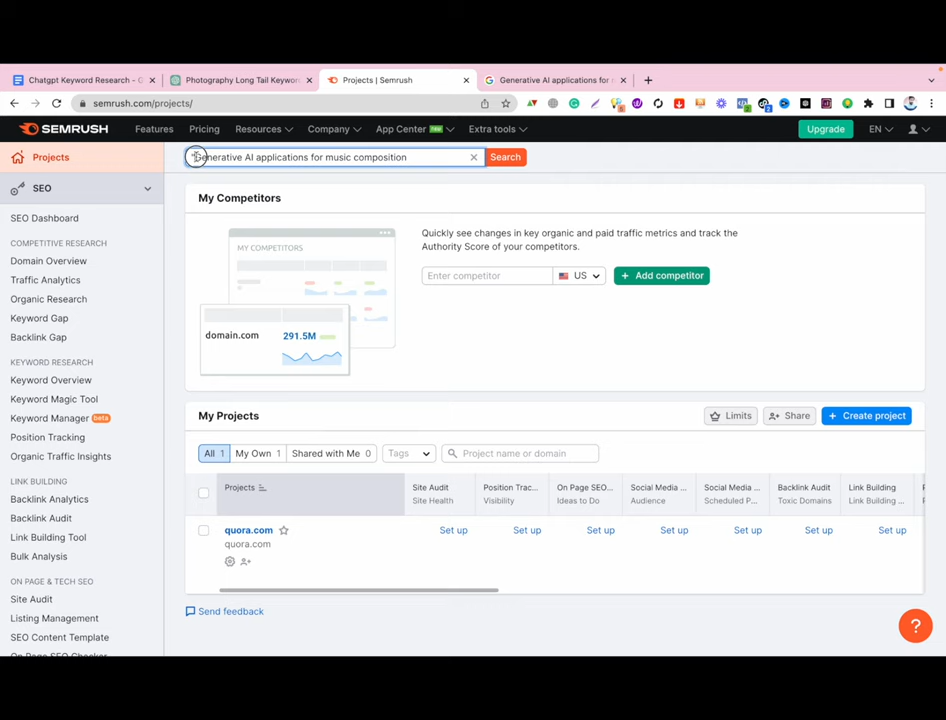 Chatgpt Keyword Research - G
Photography Long Tail Keyword
Projects | Semrush
Generative AI applications for
semrush.com/projects/
SEMRUSH
Features
Pricing
Resources
Company
App Center
Extra tools
Upgrade
EN
Projects
Generative AI applications for music composition
Search
SEO
SEO Dashboard
COMPETITIVE RESEARCH
Domain Overview
Traffic Analytics
Organic Research
Keyword Gap
Backlink Gap
KEYWORD RESEARCH
Keyword Overview
Keyword Magic Tool
Keyword Manager beta
Position Tracking
Organic Traffic Insights
LINK BUILDING
Backlink Analytics
Backlink Audit
Link Building Tool
Bulk Analysis
ON PAGE & TECH SEO
Site Audit
Listing Management
SEO Content Template
On Page SEO Checker
My Competitors
MY COMPETITORS
domain.com
291.5M
Quickly see changes in key organic and paid traffic metrics and track the
Authority Score of your competitors.
Enter competitor
US
+ Add competitor
My Projects
Limits
Share
+ Create project
All 1
My Own 1
Shared with Me 0
Tags
Project name or domain
Projects
Site Audit
Site Health
Position Trac...
Visibility
On Page SEO...
Ideas to Do
Social Media ...
Audience
Social Media ...
Scheduled P...
Backlink Audit
Toxic Domains
Link Building
Link Building ...
quora.com
quora.com
Set up
Set up
Set up
Set up
Set up
Set up
Set up
Send feedback
?